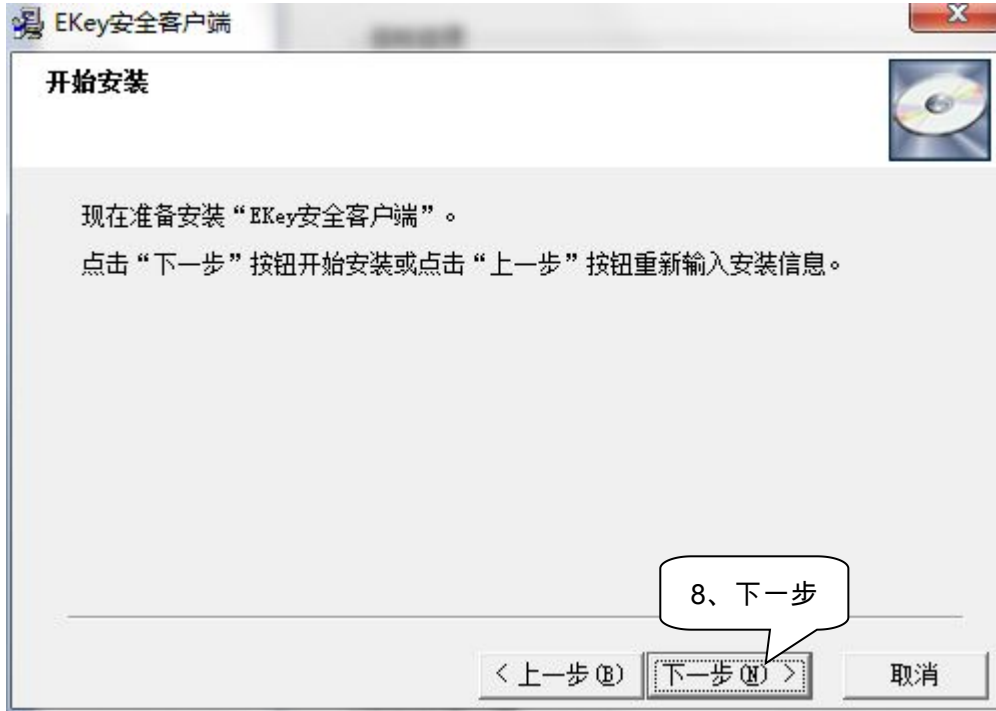 EKey安全客户端
开始安装
现在准备安装“EKey安全客户端”。
点击“下一步”按钮开始安装或点击“上一步”按钮重新输入安装信息。
8、下一步
<上一步(B)
下一步(N)>
取消